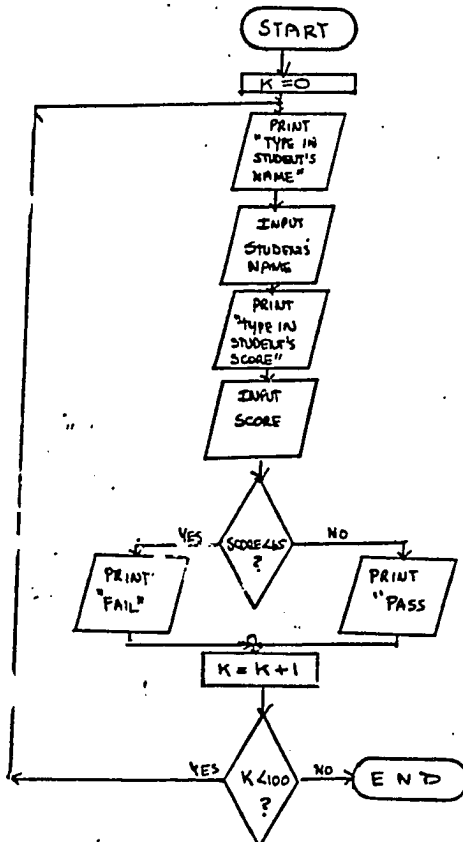 START
K=0
PRINT
"TYPE IN
STUDENT'S
NAME"
INPUT
STUDENT'S
NAME
PRINT
"TYPE IN
STUDENT'S
SCORE"
INPUT
SCORE
YES
SCORE<65
?
NO
PRINT
"FAIL"
PRINT
"PASS
K = K+1
YES
K<100
?
NO
END